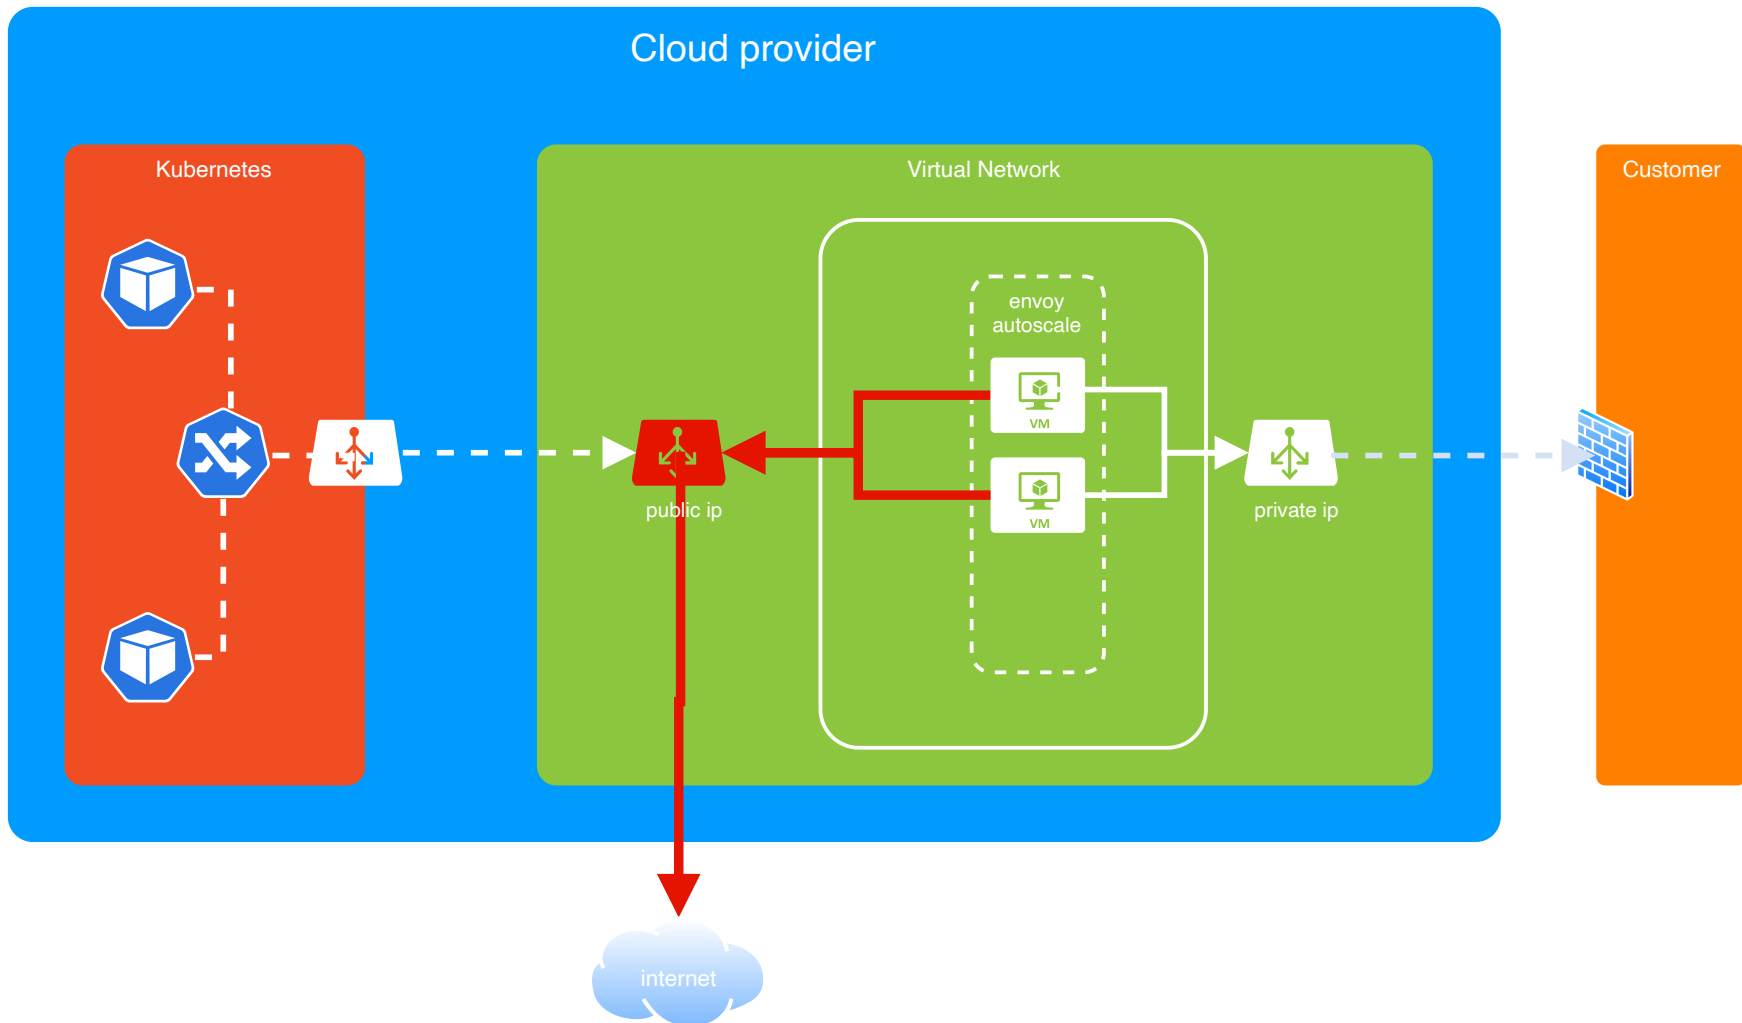 Cloud provider
Kubernetes
Virtual Network
Customer
envoy
autoscale
VM
VM
public ip
private ip
internet